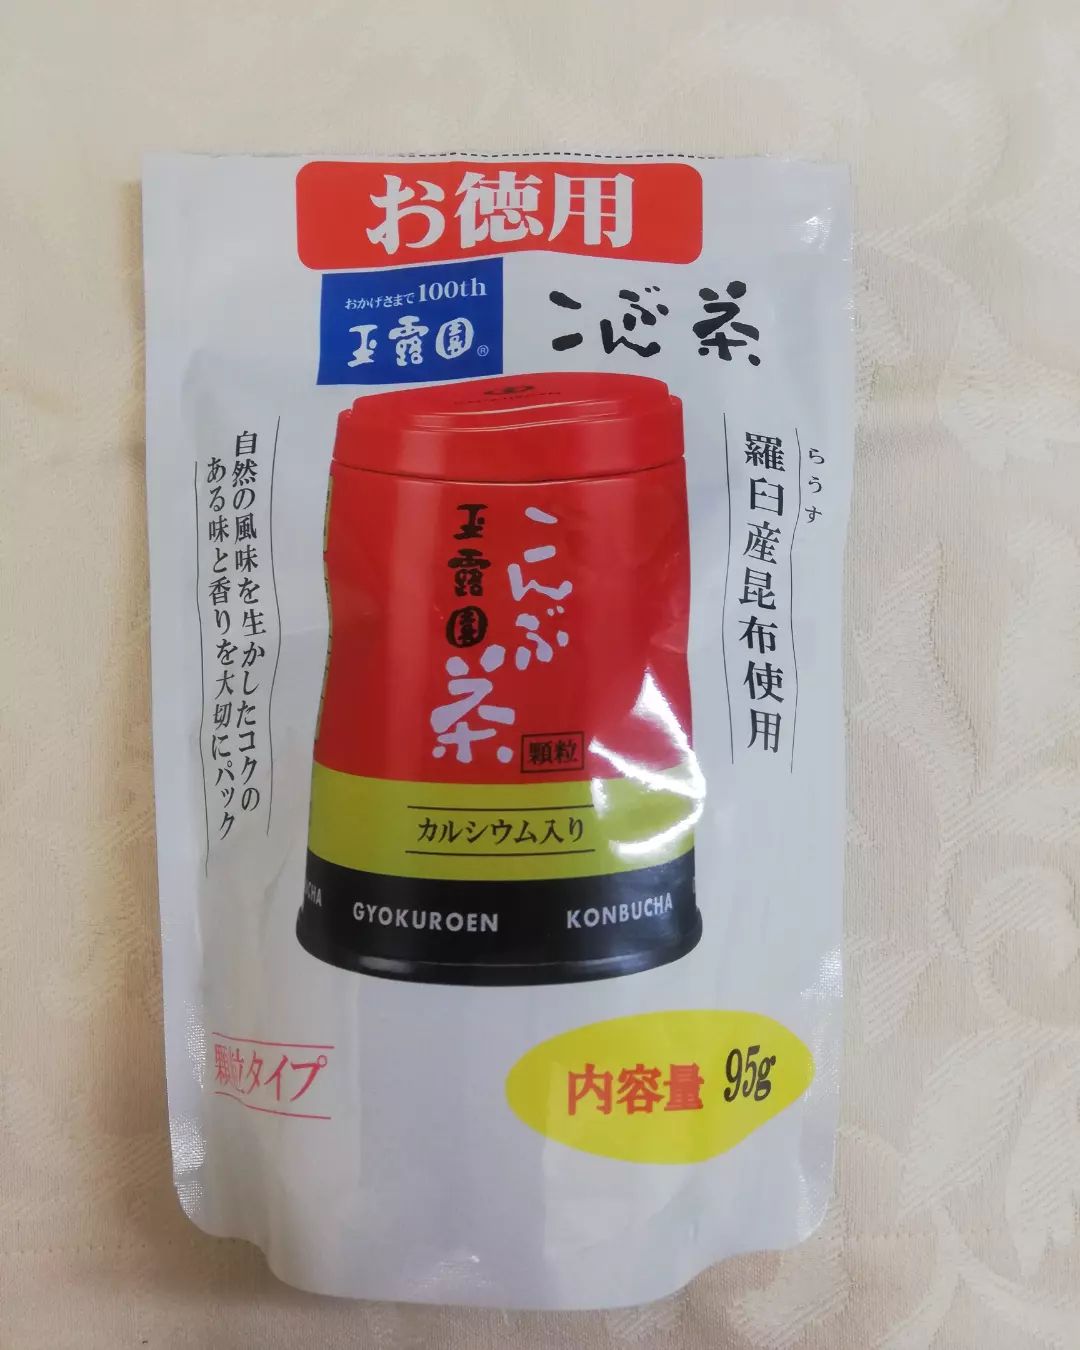 お徳用
おかげさまで100th
玉露園®
こんぶ茶
らうす
羅臼産昆布使用
自然の風味を生かしたコクの
ある味と香りを大切にパック
こんぶ茶
玉露園
顆粒
カルシウム入り
CHA
GYOKUROEN
KONBUCHA
顆粒タイプ
内容量 95g